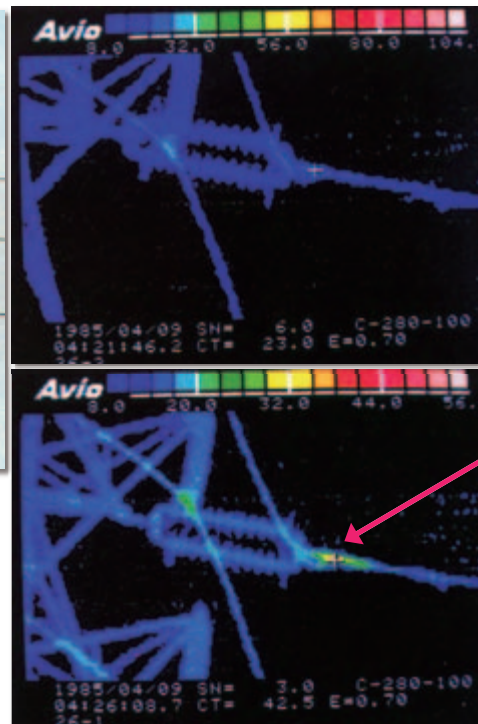 Avio
8.0 32.0 56.0 80.0 104.
1985/04/09 SN= 6.0 C-280-100
04:21:46.2 CT= 23.0 E=0.70
Avio
8.0 20.0 32.0 44.0 56.
1985/04/09 SN= 3.0 C-280-100
04:26:08.7 CT= 42.5 E=0.70
26-1